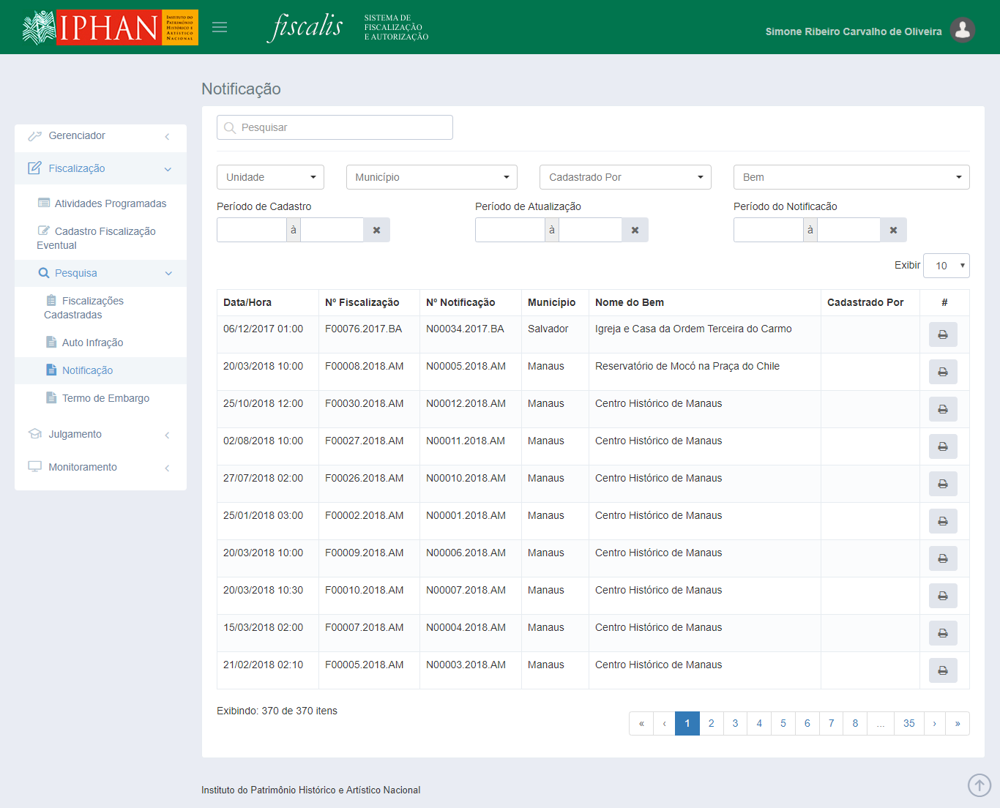 IPHAN
INSTITUTO DO
PATRIMÔNIO
HISTÓRICO E
ARTÍSTICO
NACIONAL
fiscalis
SISTEMA DE
FISCALIZAÇÃO
E AUTORIZAÇÃO
Simone Ribeiro Carvalho de Oliveira
Gerenciador
Fiscalização
Atividades Programadas
Cadastro Fiscalização
Eventual
Pesquisa
Fiscalizações
Cadastradas
Auto Infração
Notificação
Termo de Embargo
Julgamento
Monitoramento
Notificação
Pesquisar
Unidade Município Cadastrado Por Bem
Período de Cadastro Período de Atualização Período do Notificacão
à à à
Exibir 10
Data/Hora Nº Fiscalização Nº Notificação Município Nome do Bem Cadastrado Por #
06/12/2017 01:00 F00076.2017.BA N00034.2017.BA Salvador Igreja e Casa da Ordem Terceira do Carmo
20/03/2018 10:00 F00008.2018.AM N00005.2018.AM Manaus Reservatório de Mocó na Praça do Chile
25/10/2018 12:00 F00030.2018.AM N00012.2018.AM Manaus Centro Histórico de Manaus
02/08/2018 10:00 F00027.2018.AM N00011.2018.AM Manaus Centro Histórico de Manaus
27/07/2018 02:00 F00026.2018.AM N00010.2018.AM Manaus Centro Histórico de Manaus
25/01/2018 03:00 F00002.2018.AM N00001.2018.AM Manaus Centro Histórico de Manaus
20/03/2018 10:00 F00009.2018.AM N00006.2018.AM Manaus Centro Histórico de Manaus
20/03/2018 10:30 F00010.2018.AM N00007.2018.AM Manaus Centro Histórico de Manaus
15/03/2018 02:00 F00007.2018.AM N00004.2018.AM Manaus Centro Histórico de Manaus
21/02/2018 02:10 F00005.2018.AM N00003.2018.AM Manaus Centro Histórico de Manaus
Exibindo: 370 de 370 itens
« ‹ 1 2 3 4 5 6 7 8 ... 35 › »
Instituto do Patrimônio Histórico e Artístico Nacional